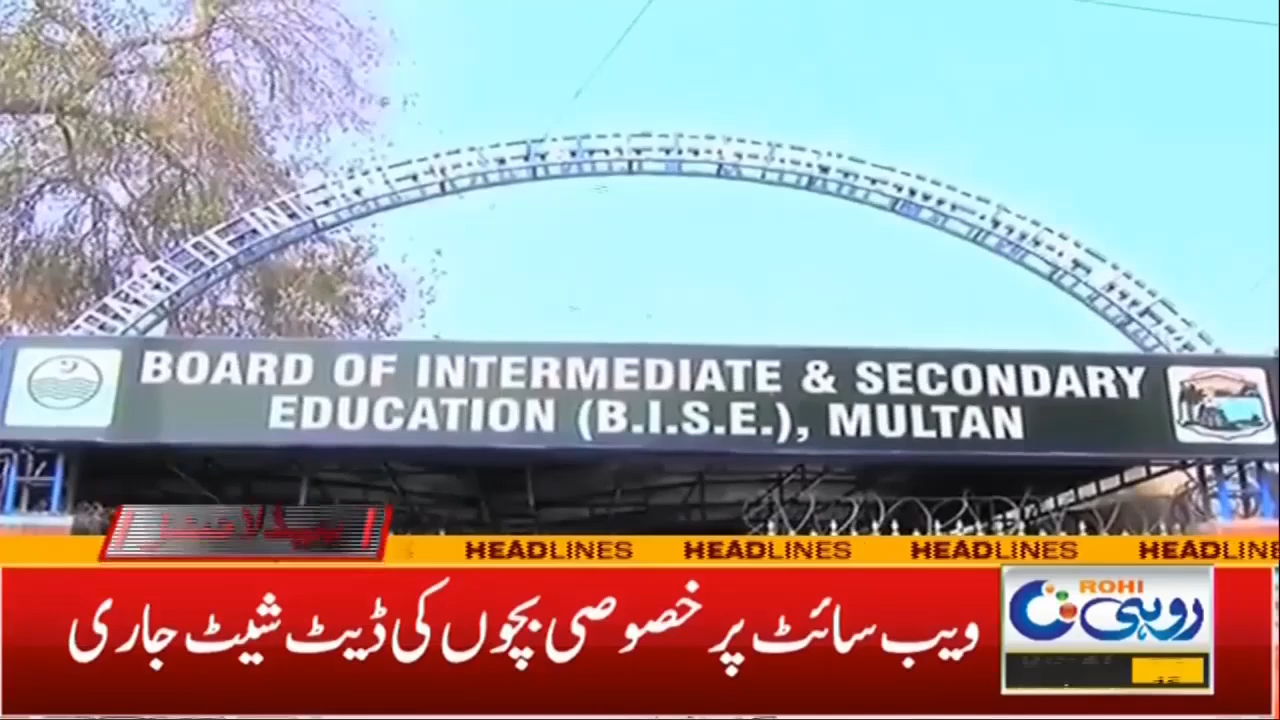 BOARD OF INTERMEDIATE & SECONDARY
EDUCATION (B.I.S.E.), MULTAN
ہیڈلائنز
HEADLINES HEADLINES HEADLINES HEADLINE
ویب سائٹ پر خصوصی بچوں کی ڈیٹ شیٹ جاری
ROHI
روہی